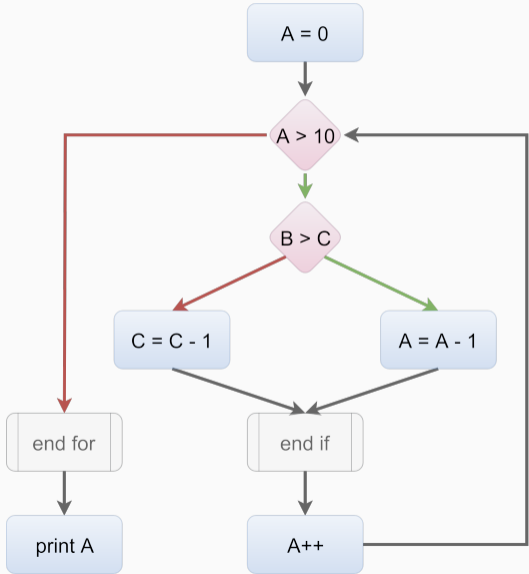 A = 0
A > 10
B > C
C = C - 1
A = A - 1
end for
end if
print A
A++